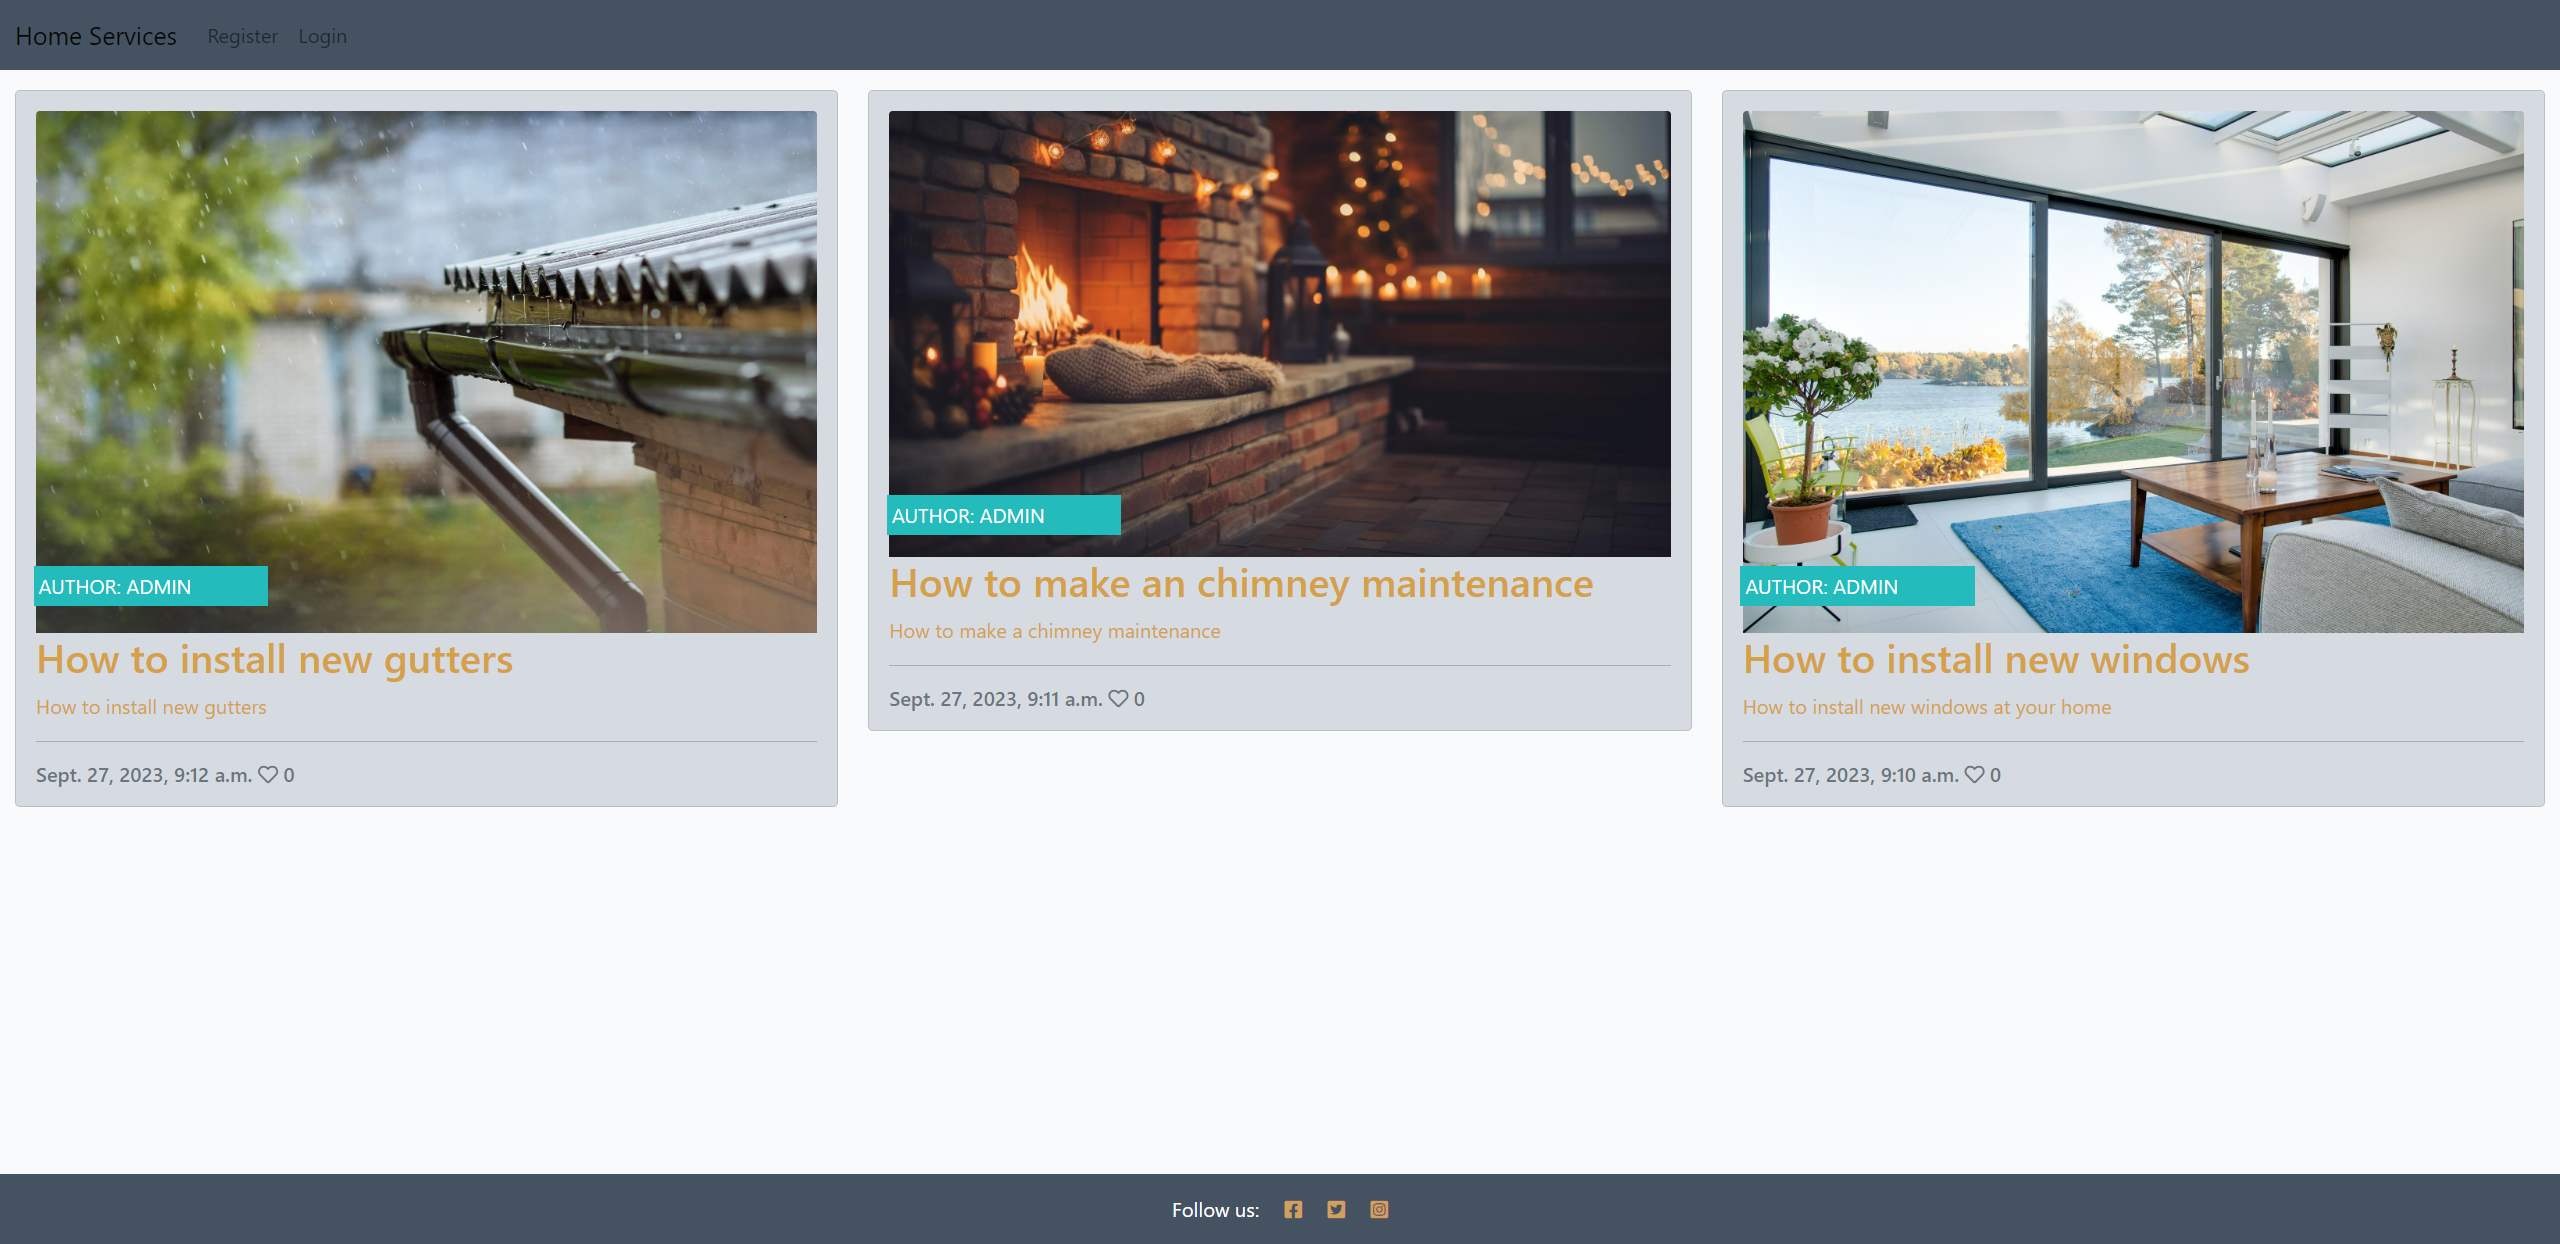 Home Services Register Login
AUTHOR: ADMIN
How to install new gutters
How to install new gutters
Sept. 27, 2023, 9:12 a.m. 0
AUTHOR: ADMIN
How to make an chimney maintenance
How to make a chimney maintenance
Sept. 27, 2023, 9:11 a.m. 0
AUTHOR: ADMIN
How to install new windows
How to install new windows at your home
Sept. 27, 2023, 9:10 a.m. 0
Follow us: